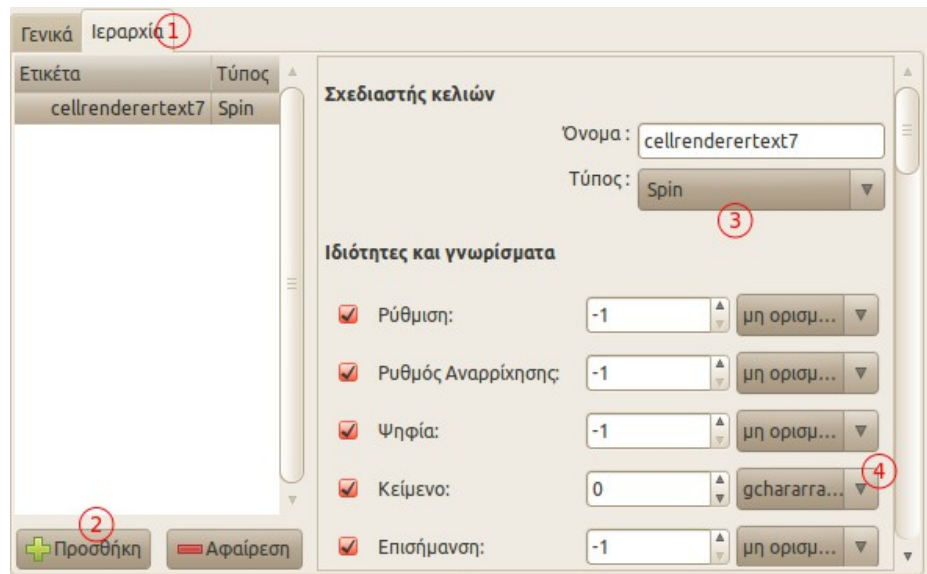 Γενικά Ιεραρχία 1
Ετικέτα Τύπος
cellrenderertext7 Spin
Σχεδιαστής κελιών
Όνομα : cellrenderertext7
Τύπος : Spin
3
Ιδιότητες και γνωρίσματα
Ρύθμιση: -1 μη ορισμ...
Ρυθμός Αναρρίχησης: -1 μη ορισμ...
Ψηφία: -1 μη ορισμ...
Κείμενο: 0 gchararra... 4
Επισήμανση: -1 μη ορισμ...
2
Προσθήκη Αφαίρεση